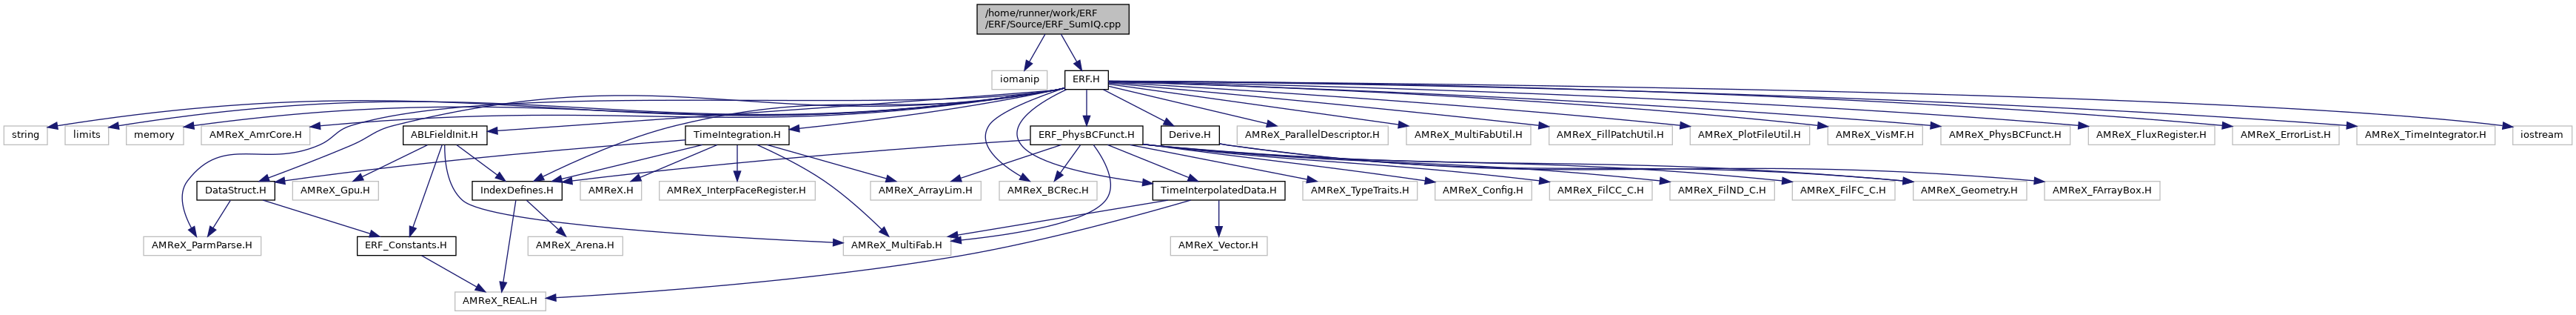 /home/runner/work/ERF
/ERF/Source/ERF_SumIQ.cpp
iomanip
ERF.H
string
limits
memory
AMReX_AmrCore.H
ABLFieldInit.H
TimeIntegration.H
ERF_PhysBCFunct.H
Derive.H
AMReX_ParallelDescriptor.H
AMReX_MultiFabUtil.H
AMReX_FillPatchUtil.H
AMReX_PlotFileUtil.H
AMReX_VisMF.H
AMReX_PhysBCFunct.H
AMReX_FluxRegister.H
AMReX_ErrorList.H
AMReX_TimeIntegrator.H
iostream
DataStruct.H
AMReX_Gpu.H
IndexDefines.H
AMReX.H
AMReX_InterpFaceRegister.H
AMReX_ArrayLim.H
AMReX_BCRec.H
TimeInterpolatedData.H
AMReX_TypeTraits.H
AMReX_Config.H
AMReX_FilCC_C.H
AMReX_FilND_C.H
AMReX_FilFC_C.H
AMReX_Geometry.H
AMReX_FArrayBox.H
AMReX_ParmParse.H
ERF_Constants.H
AMReX_Arena.H
AMReX_MultiFab.H
AMReX_Vector.H
AMReX_REAL.H